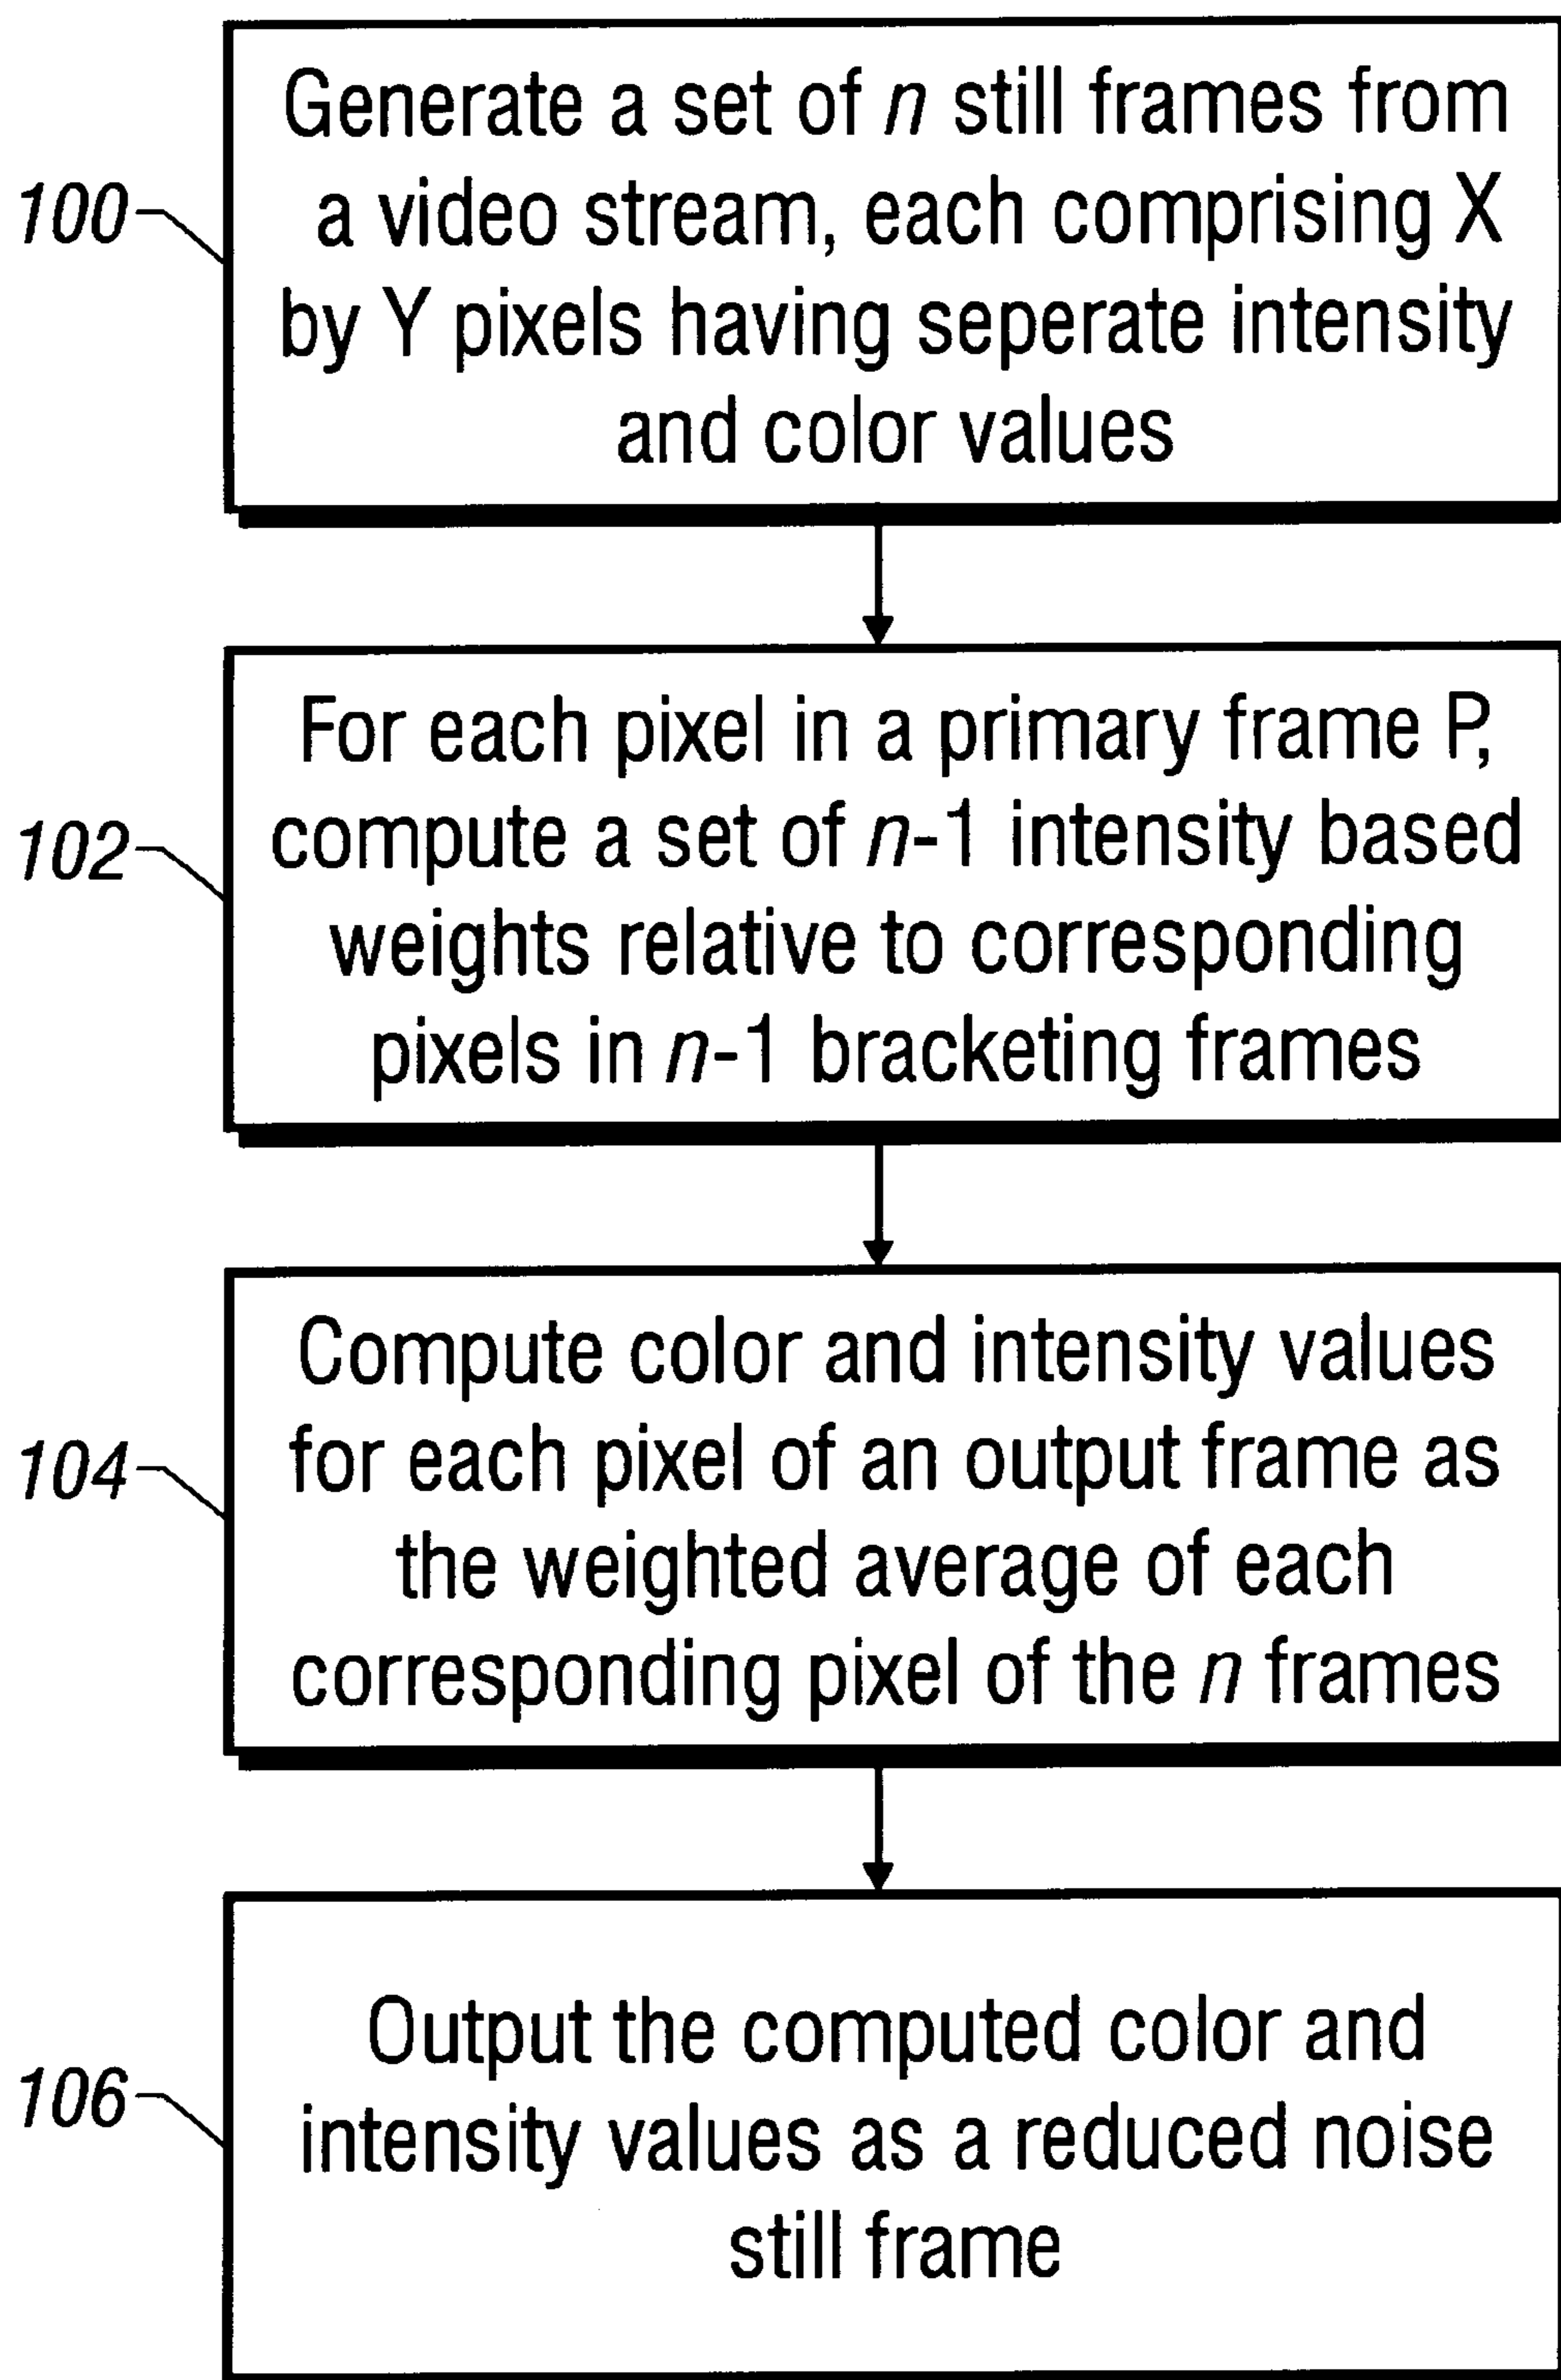 Generate a set of n still frames from
100
a video stream, each comprising X
by Y pixels having seperate intensity
and color values
For each pixel in a primary frame P,
102
compute a set of n-1 intensity based
weights relative to corresponding
pixels in n-1 bracketing frames
Compute color and intensity values
104
for each pixel of an output frame as
the weighted average of each
corresponding pixel of the n frames
Output the computed color and
106
intensity values as a reduced noise
still frame